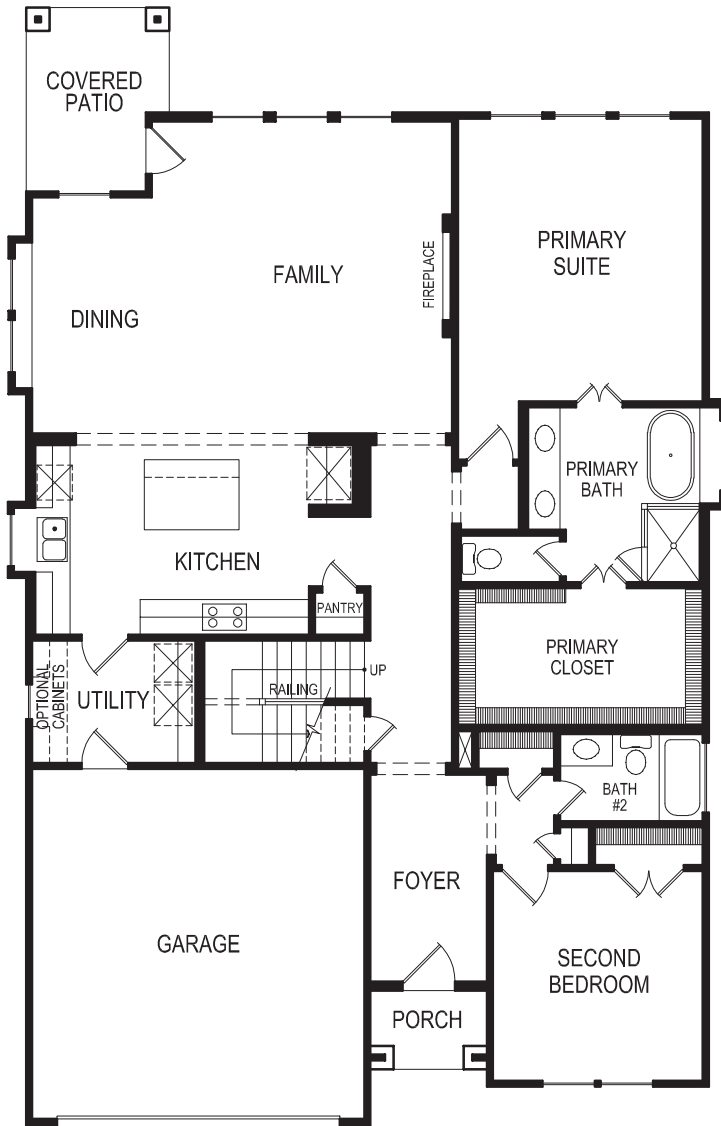 COVERED
PATIO
PRIMARY
SUITE
FAMILY
FIREPLACE
DINING
PRIMARY
BATH
KITCHEN
PANTRY
PRIMARY
CLOSET
UP
RAILING
OPTIONAL
CABINETS
UTILITY
BATH
#2
FOYER
GARAGE
SECOND
BEDROOM
PORCH